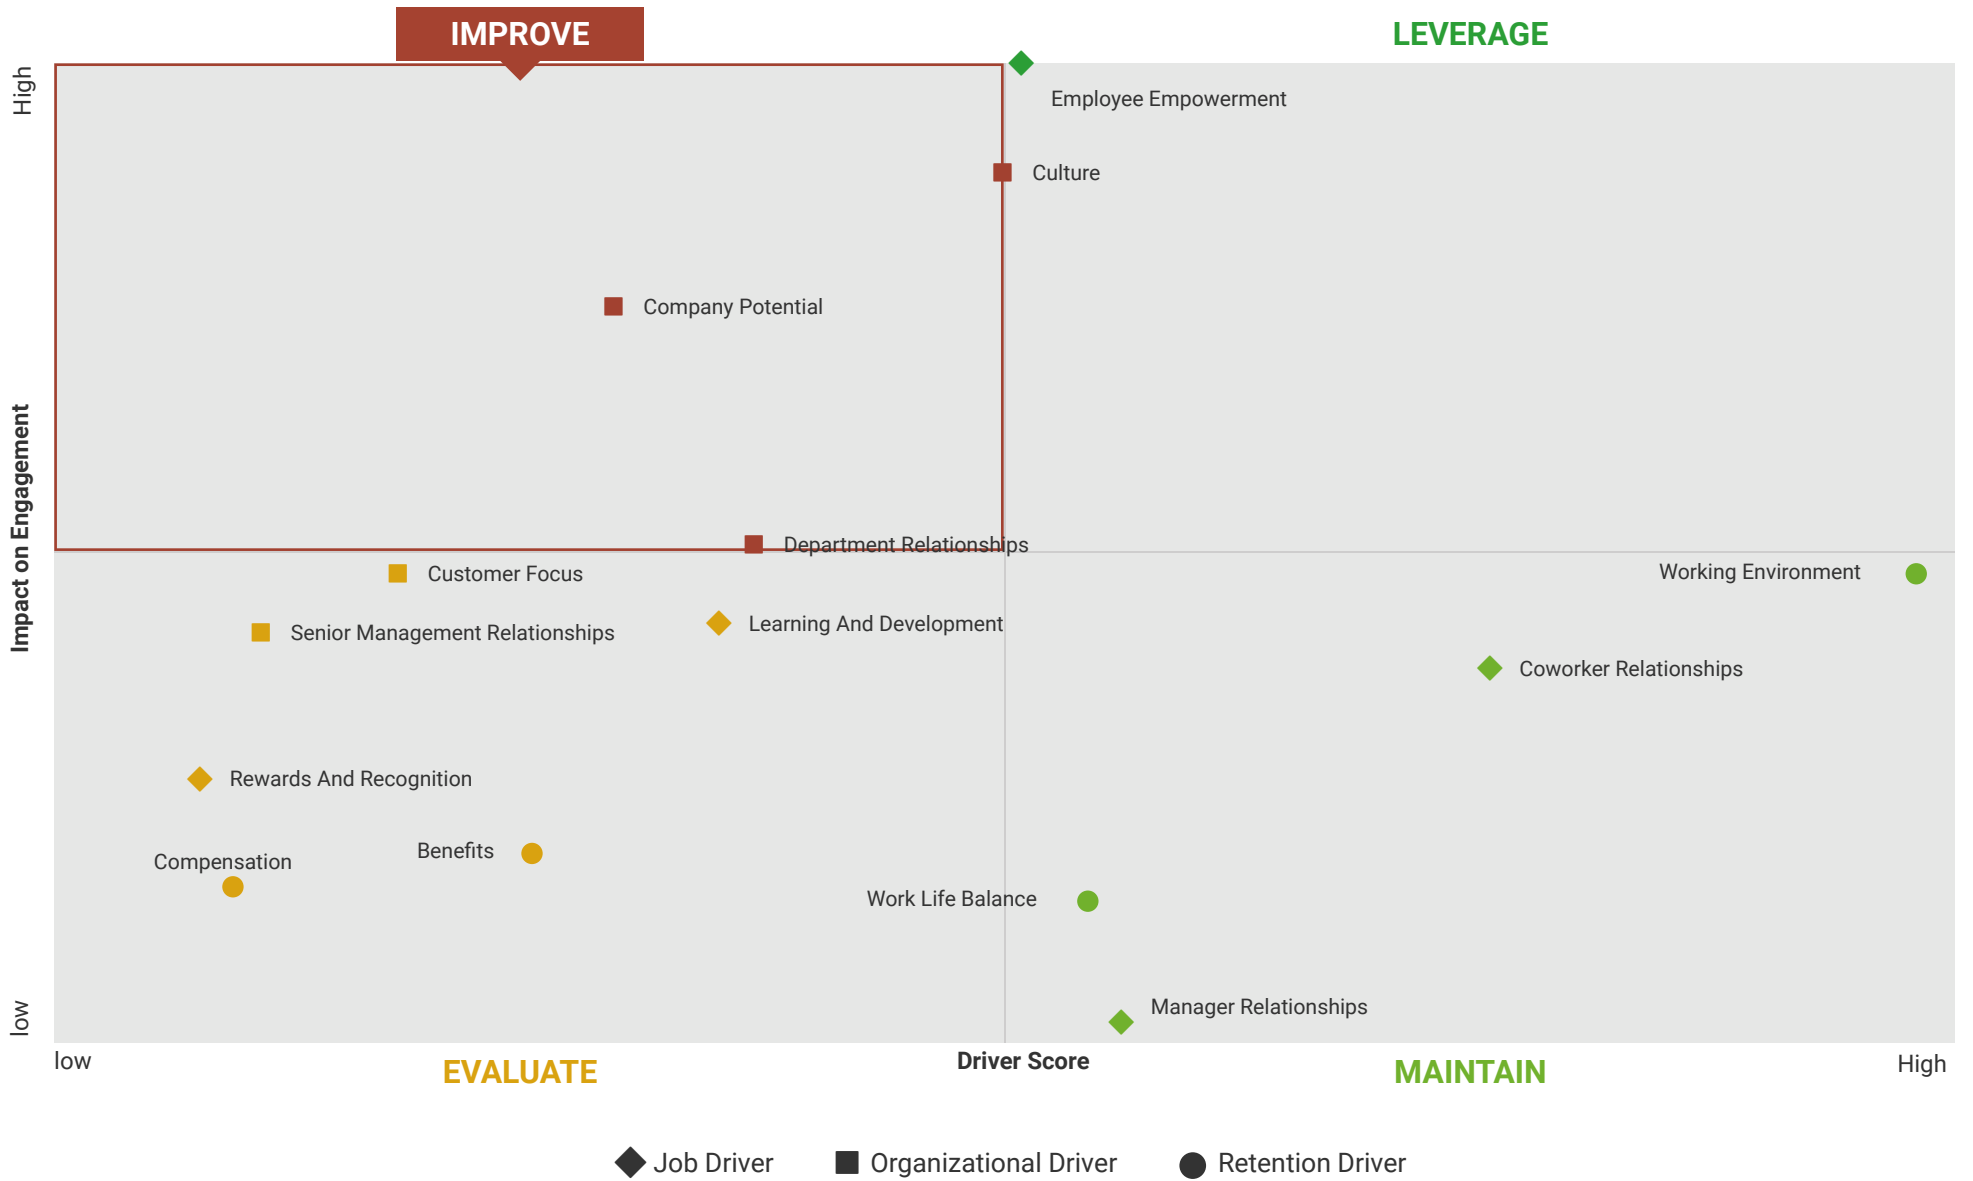 IMPROVE
LEVERAGE
High
Employee Empowerment
Culture
Company Potential
Impact on Engagement
Department Relationships
Customer Focus
Working Environment
Senior Management Relationships
Learning And Development
Coworker Relationships
Rewards And Recognition
Benefits
Compensation
Work Life Balance
Manager Relationships
low
low
Driver Score
High
EVALUATE
MAINTAIN
Job Driver
Organizational Driver
Retention Driver